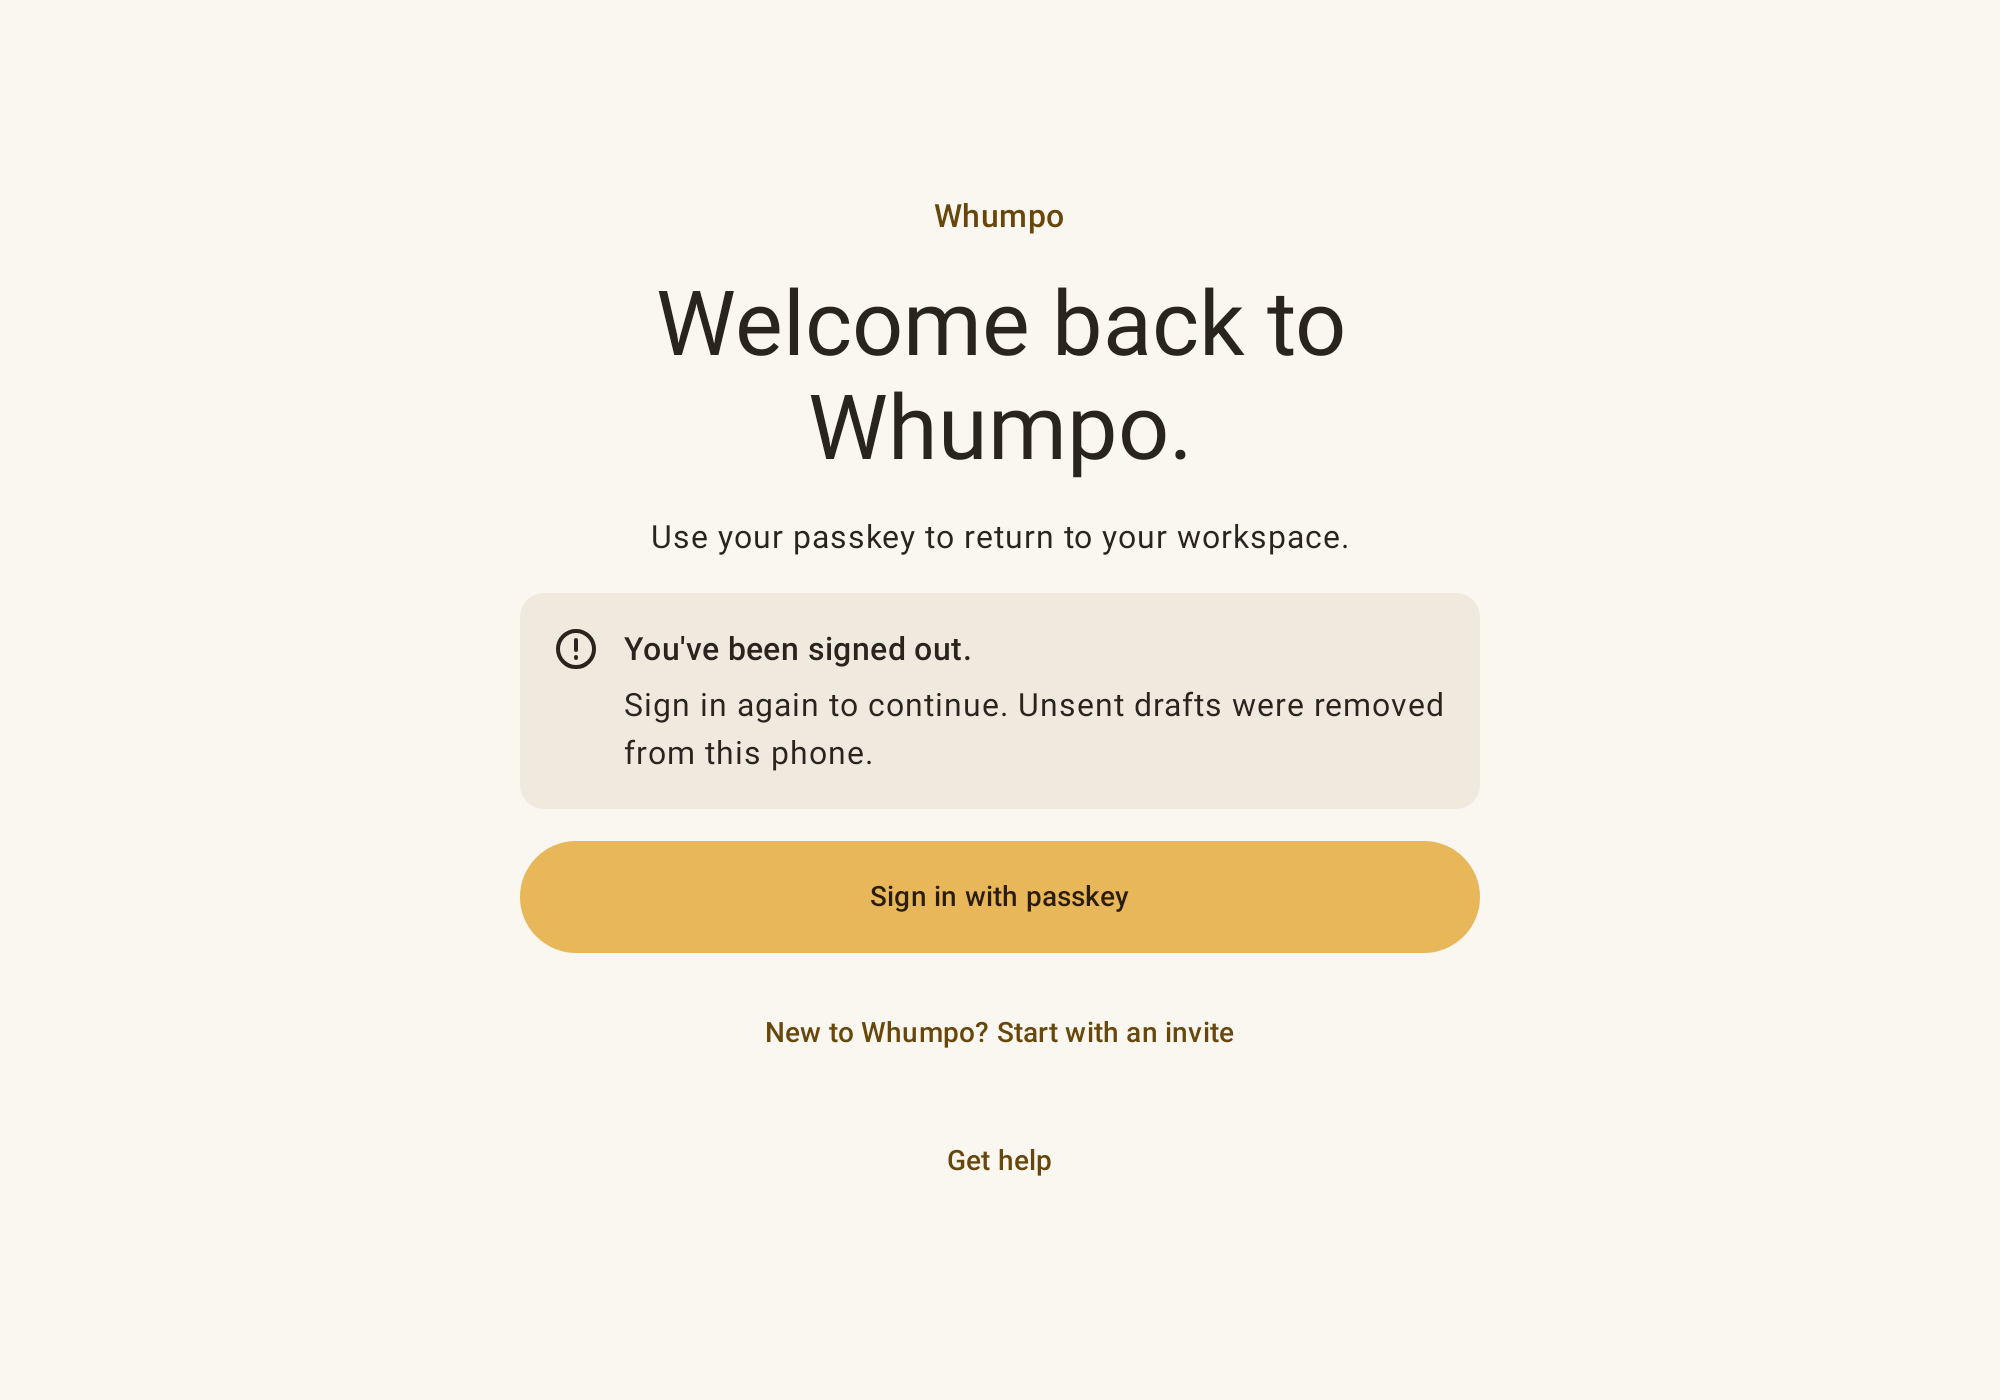 Whumpo
Welcome back to
Whumpo.
Use your passkey to return to your workspace.
You've been signed out.
Sign in again to continue. Unsent drafts were removed
from this phone.
Sign in with passkey
New to Whumpo? Start with an invite
Get help